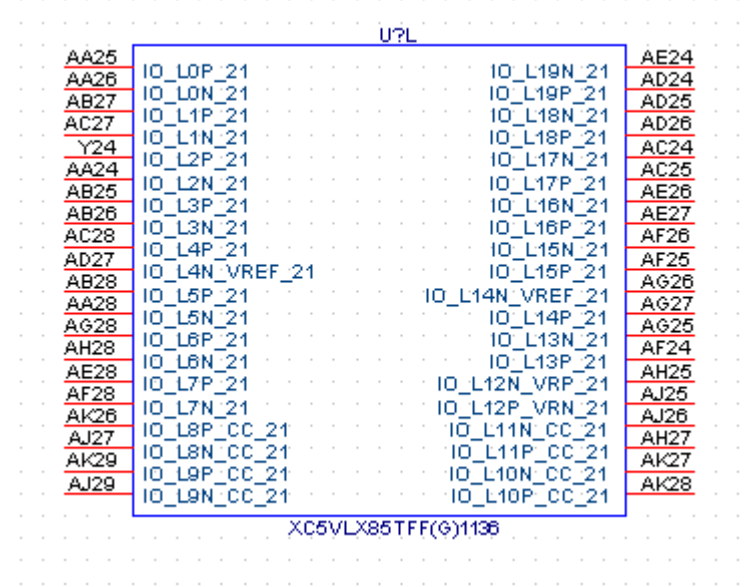 U?L
AA25 IO_L0P_21 IO_L19N_21 AE24
AA26 IO_L0N_21 IO_L19P_21 AD24
AB27 IO_L1P_21 IO_L18N_21 AD25
AC27 IO_L1N_21 IO_L18P_21 AD26
Y24 IO_L2P_21 IO_L17N_21 AC24
AA24 IO_L2N_21 IO_L17P_21 AC25
AB25 IO_L3P_21 IO_L16N_21 AE26
AB26 IO_L3N_21 IO_L16P_21 AE27
AC28 IO_L4P_21 IO_L15N_21 AF26
AD27 IO_L4N_VREF_21 IO_L15P_21 AF25
AB28 IO_L5P_21 IO_L14N_VREF_21 AG26
AA28 IO_L5N_21 IO_L14P_21 AG27
AG28 IO_L6P_21 IO_L13N_21 AG25
AH28 IO_L6N_21 IO_L13P_21 AF24
AE28 IO_L7P_21 IO_L12N_VRP_21 AH25
AF28 IO_L7N_21 IO_L12P_VRN_21 AJ25
AK26 IO_L8P_CC_21 IO_L11N_CC_21 AJ26
AJ27 IO_L8N_CC_21 IO_L11P_CC_21 AH27
AK29 IO_L9P_CC_21 IO_L10N_CC_21 AK27
AJ29 IO_L9N_CC_21 IO_L10P_CC_21 AK28
XC5VLX85TFF(G)1136